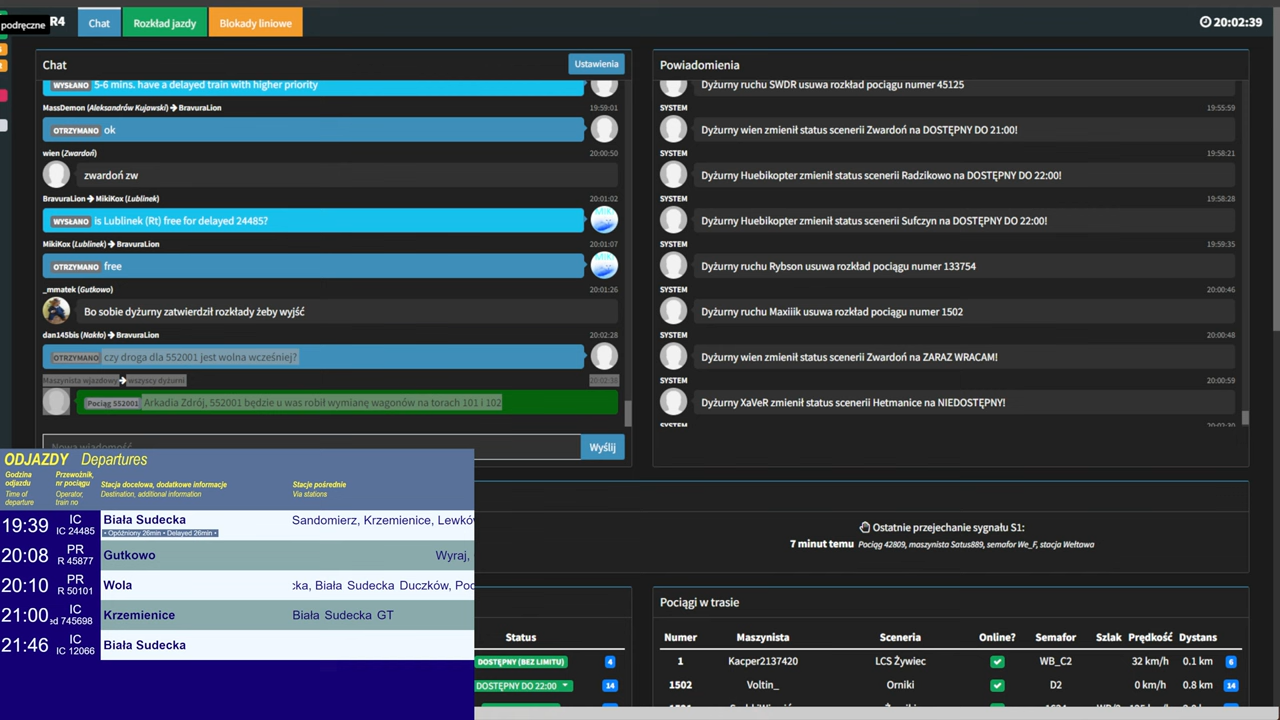 podręczne
R4
Chat
Rozkład jazdy
Blokady liniowe
20:02:39
Chat
Ustawienia
WYSŁANO 5-6 mins. have a delayed train with higher priority
MassDemon (Aleksandrów Kujawski) → BravuraLion 19:59:01
OTRZYMANO ok
wien (Zwardoń) 20:00:50
zwardoń zw
BravuraLion → MikiKox (Lublinek) 20:01:02
WYSŁANO is Lublinek (Rt) free for delayed 24485?
MikiKox (Lublinek) → BravuraLion 20:01:07
OTRZYMANO free
_mmatek (Gutkowo) 20:01:26
Bo sobie dyżurny zatwierdził rozkłady żeby wyjść
dan145bis (Nakło) → BravuraLion 20:02:28
OTRZYMANO czy droga dla 552001 jest wolna wcześniej?
Maszynista wjazdowy → wszyscy dyżurni
Pociąg 552001 Arkadia Zdrój, 552001 będzie u was robił wymianę wagonów na torach 101 i 102
Nowa wiadomość
Wyślij
Powiadomienia
Dyżurny ruchu SWDR usuwa rozkład pociągu numer 45125
SYSTEM 19:55:59
Dyżurny wien zmienił status scenerii Zwardoń na DOSTĘPNY DO 21:00!
SYSTEM 19:58:21
Dyżurny Huebikopter zmienił status scenerii Radzikowo na DOSTĘPNY DO 22:00!
SYSTEM 19:58:28
Dyżurny Huebikopter zmienił status scenerii Sufczyn na DOSTĘPNY DO 22:00!
SYSTEM 19:59:35
Dyżurny ruchu Rybson usuwa rozkład pociągu numer 133754
SYSTEM 20:00:46
Dyżurny ruchu Maxiiik usuwa rozkład pociągu numer 1502
SYSTEM 20:00:48
Dyżurny wien zmienił status scenerii Zwardoń na ZARAZ WRACAM!
SYSTEM 20:00:59
Dyżurny XaVeR zmienił status scenerii Hetmanice na NIEDOSTĘPNY!
SYSTEM
ODJAZDY Departures
Godzina odjazdu
Time of departure
Przewoźnik, nr pociągu
Operator, train no
Stacja docelowa, dodatkowe informacje
Destination, additional information
Stacje pośrednie
Via stations
19:39 IC IC 24485 Biała Sudecka Sandomierz, Krzemienice, Lewków
• Opóźniony 26min • Delayed 26min •
20:08 PR R 45877 Gutkowo Wyraj,
20:10 PR R 50101 Wola cka, Biała Sudecka Duczków, Poc
21:00 IC ed 745698 Krzemienice Biała Sudecka GT
21:46 IC IC 12066 Biała Sudecka
Ostatnie przejechanie sygnału S1:
7 minut temu Pociąg 42809, maszynista Satus889, semafor We_F, stacja Wełtawa
Status
DOSTĘPNY (BEZ LIMITU) 4
DOSTĘPNY DO 22:00 14
Pociągi w trasie
Numer Maszynista Sceneria Online? Semafor Szlak Prędkość Dystans
1 Kacper2137420 LCS Żywiec WB_C2 32 km/h 0.1 km 6
1502 Voltin_ Orniki D2 0 km/h 0.8 km 14